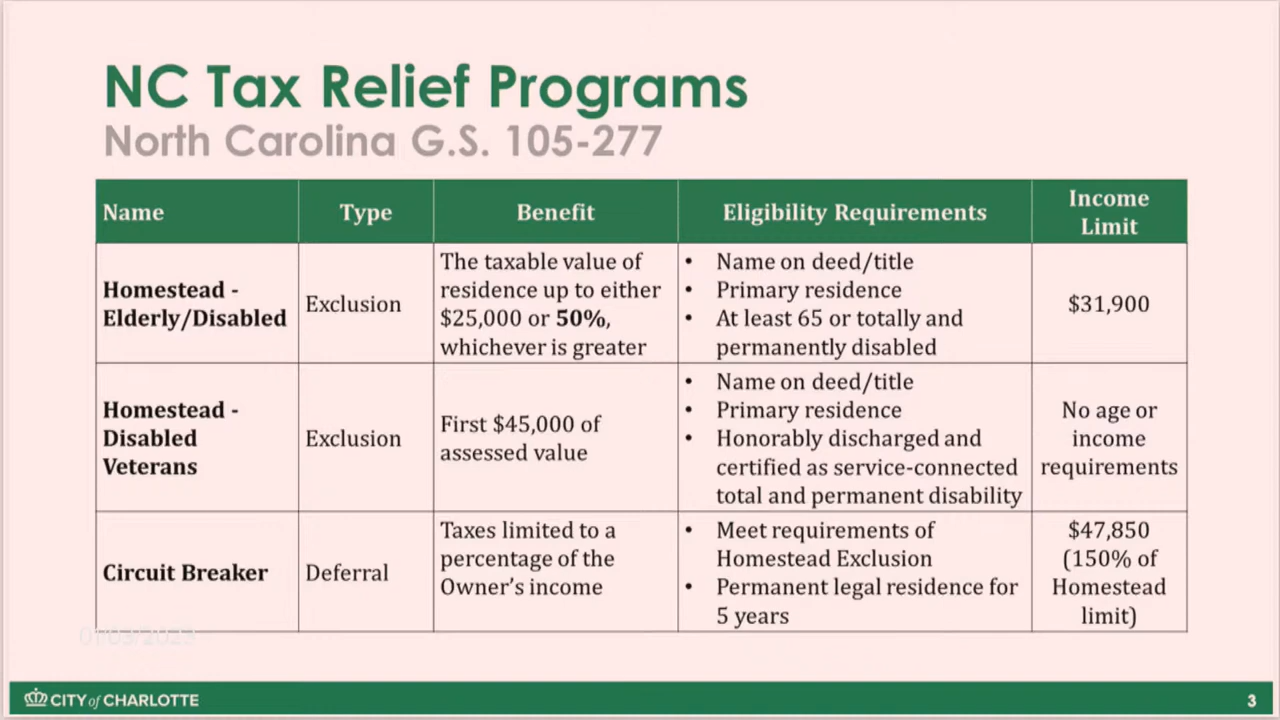 NC Tax Relief Programs
North Carolina G.S. 105-277
Name
Type
Benefit
Eligibility Requirements
Income
Limit
Homestead -
Elderly/Disabled
Exclusion
The taxable value of
residence up to either
$25,000 or 50%,
whichever is greater
• Name on deed/title
• Primary residence
• At least 65 or totally and
permanently disabled
$31,900
Homestead -
Disabled
Veterans
Exclusion
First $45,000 of
assessed value
• Name on deed/title
• Primary residence
• Honorably discharged and
certified as service-connected
total and permanent disability
No age or
income
requirements
Circuit Breaker
Deferral
Taxes limited to a
percentage of the
Owner's income
• Meet requirements of
Homestead Exclusion
• Permanent legal residence for
5 years
$47,850
(150% of
Homestead
limit)
01/03/2023
CITY of CHARLOTTE
3